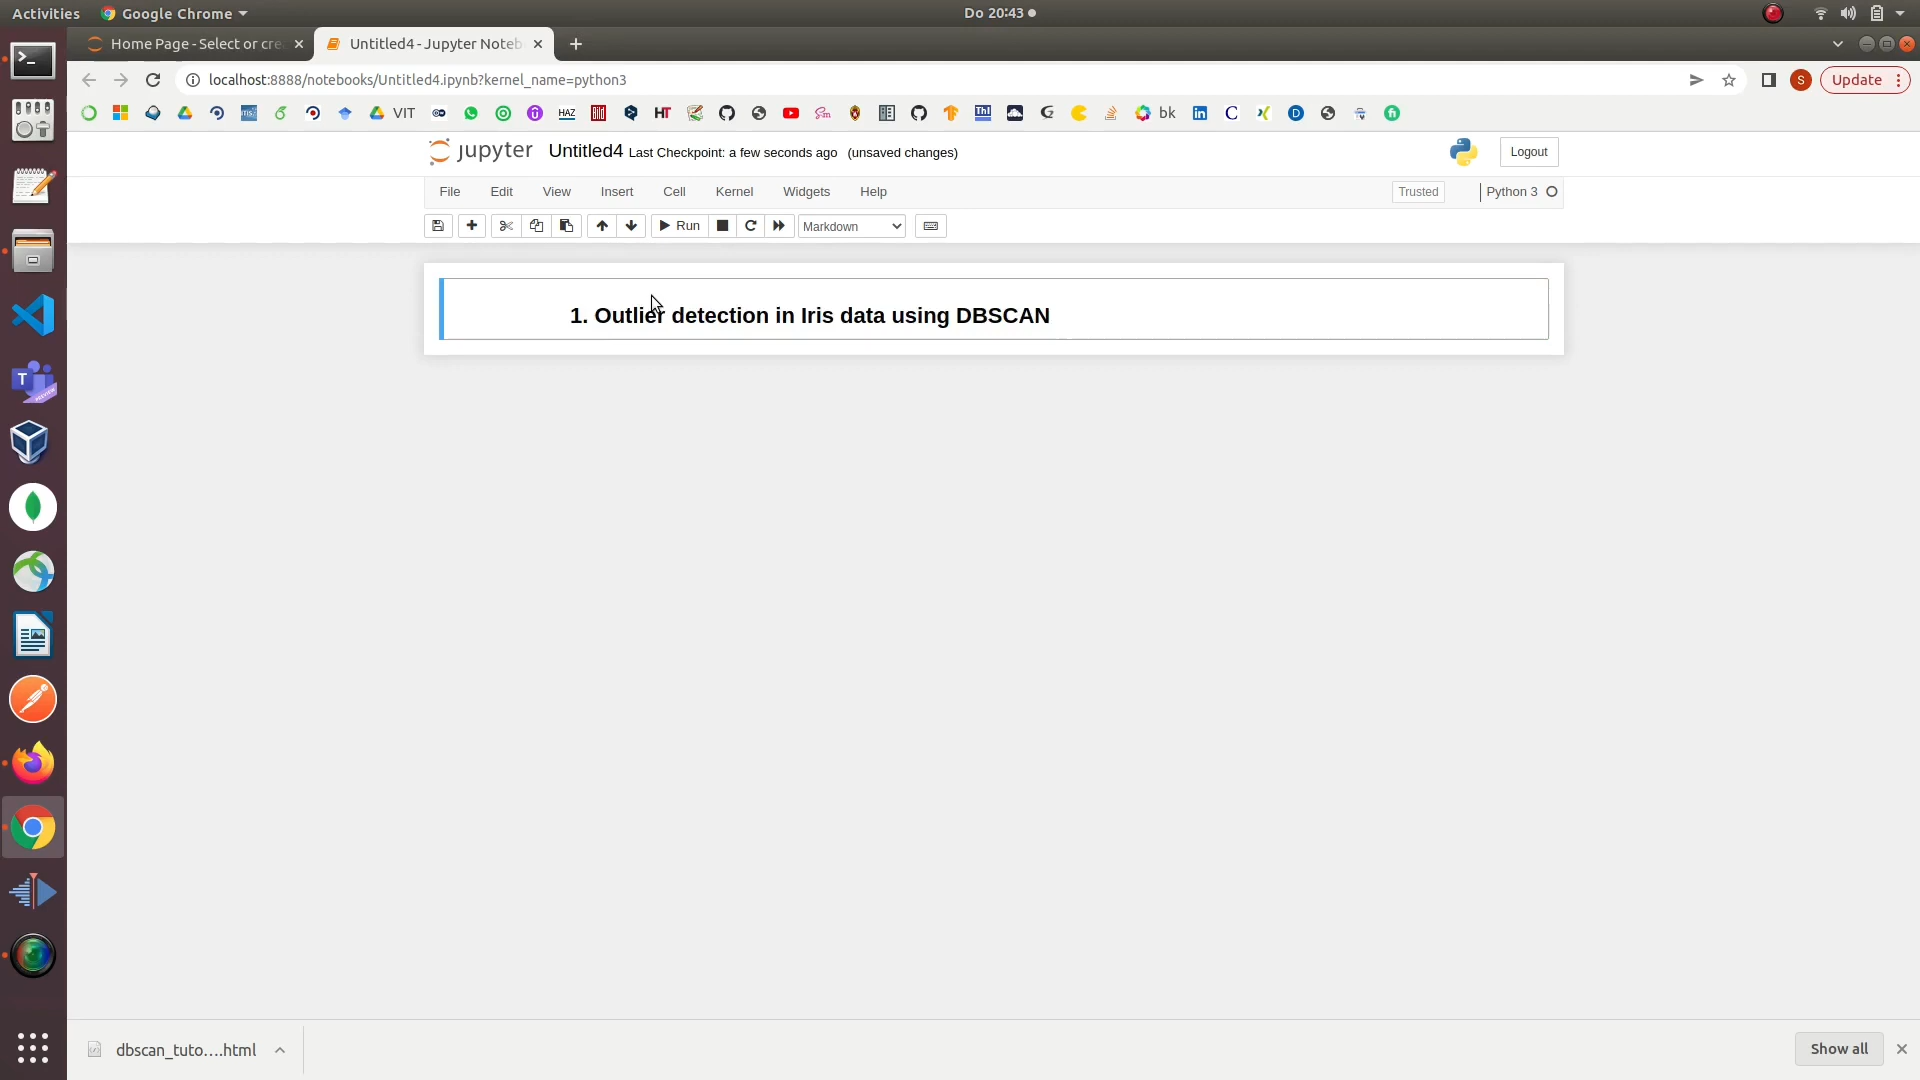 Activities Google Chrome Do 20:43
Home Page - Select or cre Untitled4 - Jupyter Noteb
localhost:8888/notebooks/Untitled4.ipynb?kernel_name=python3 S Update
VIT HAZ HT Thl bk in C D
jupyter Untitled4 Last Checkpoint: a few seconds ago (unsaved changes) Logout
File Edit View Insert Cell Kernel Widgets Help Trusted Python 3
Run Markdown
1. Outlier detection in Iris data using DBSCAN
dbscan_tuto....html Show all